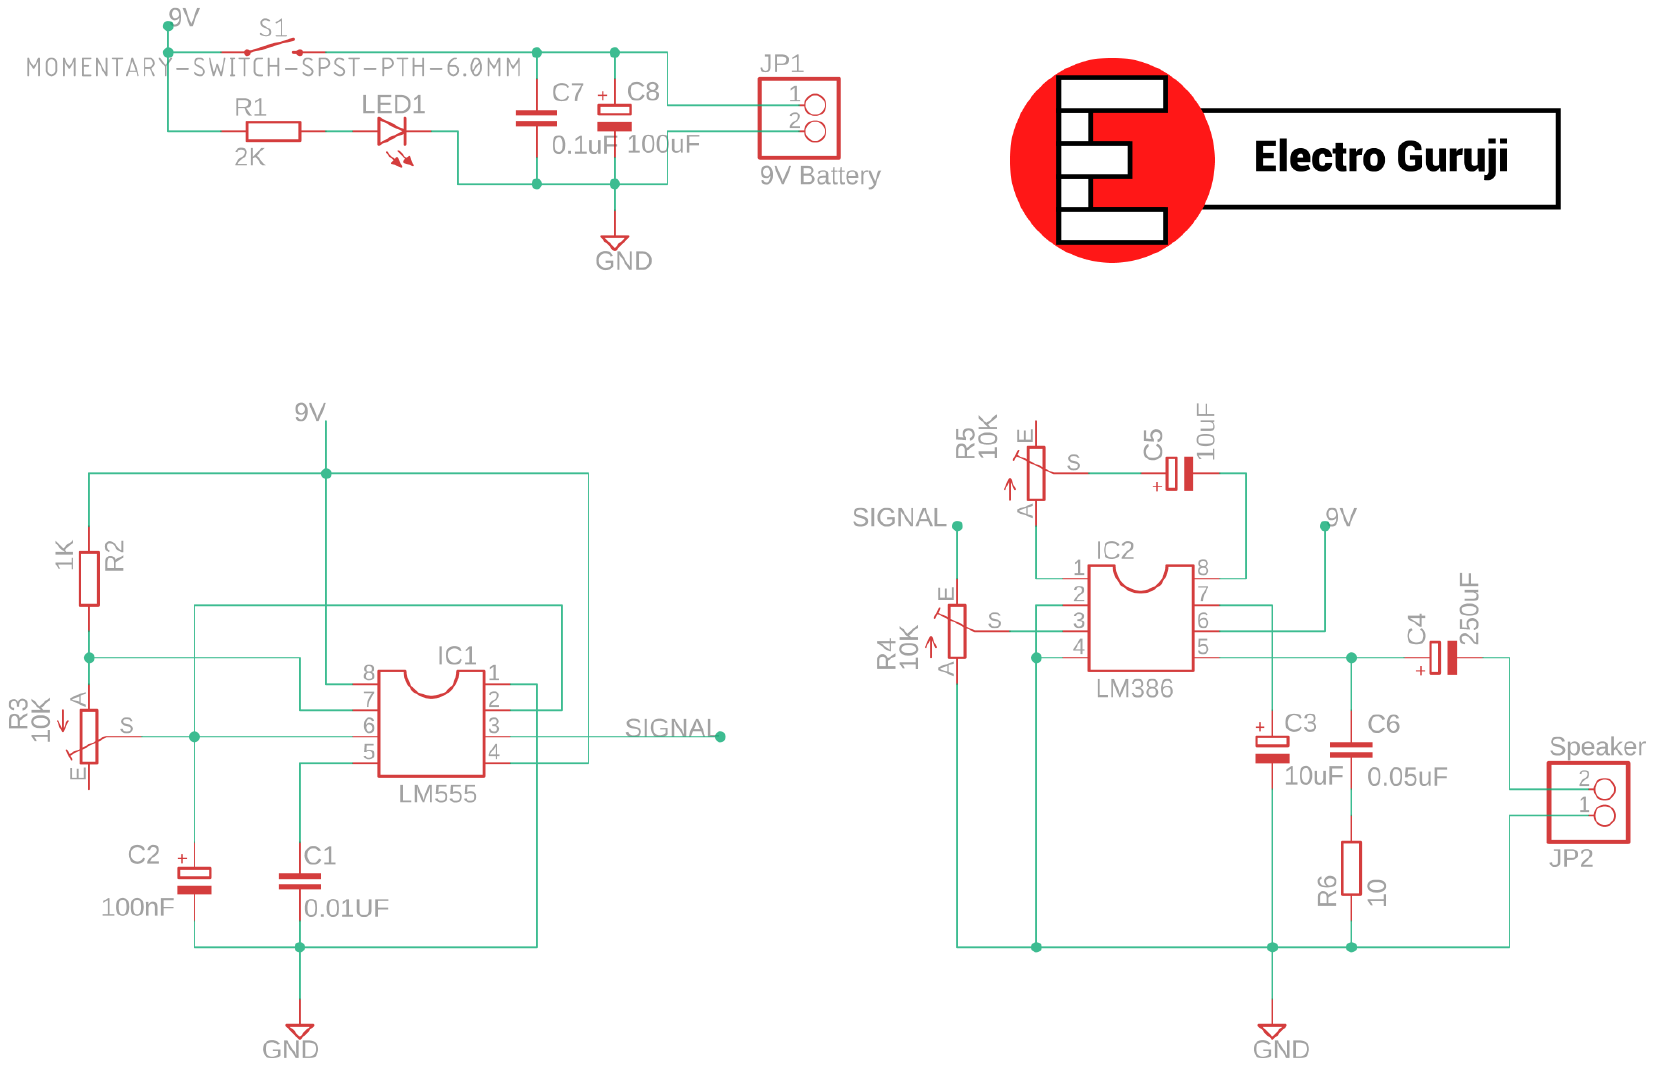 9V
S1
MOMENTARY-SWITCH-SPST-PTH-6.0MM
R1
2K
LED1
C7
0.1uF
+
C8
100uF
JP1
1
2
9V Battery
GND
Electro Guruji
9V
1K
R2
R3
10K
A
S
E
IC1
8
7
6
5
1
2
3
4
LM555
SIGNAL
C2
+
100nF
C1
0.01UF
GND
R5
10K
E
S
A
C5
+
10uF
SIGNAL
E
S
A
R4
10K
IC2
1
2
3
4
8
7
6
5
LM386
9V
C4
+
250uF
+
C3
10uF
C6
0.05uF
R6
10
Speaker
2
1
JP2
GND